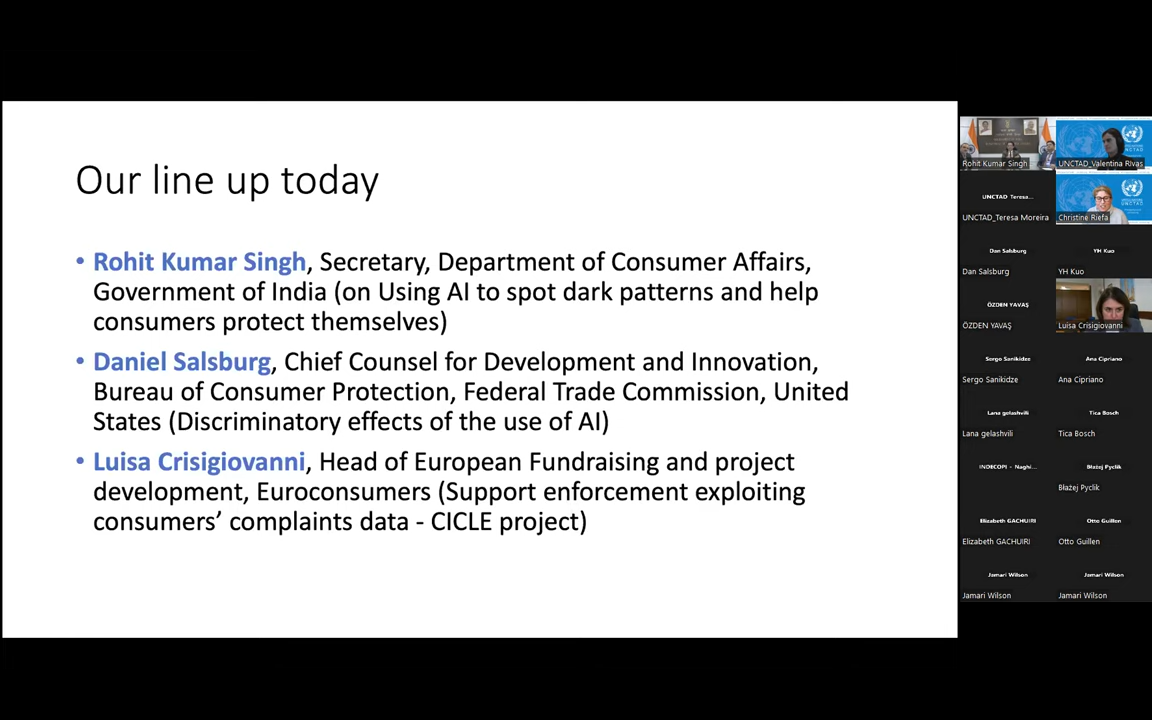 Our line up today
• Rohit Kumar Singh, Secretary, Department of Consumer Affairs,
Government of India (on Using AI to spot dark patterns and help
consumers protect themselves)
• Daniel Salsburg, Chief Counsel for Development and Innovation,
Bureau of Consumer Protection, Federal Trade Commission, United
States (Discriminatory effects of the use of AI)
• Luisa Crisigiovanni, Head of European Fundraising and project
development, Euroconsumers (Support enforcement exploiting
consumers’ complaints data - CICLE project)
Rohit Kumar Singh
UNCTAD_Valentina Rivas
UNCTAD_Teresa...
UNCTAD_Teresa Moreira
Christine Riefa
Dan Salsburg
Dan Salsburg
YH Kuo
YH Kuo
ÖZDEN YAVAŞ
ÖZDEN YAVAŞ
Luisa Crisigiovanni
Sergo Sanikidze
Sergo Sanikidze
Ana Cipriano
Ana Cipriano
Lana gelashvili
Lana gelashvili
Tica Bosch
Tica Bosch
INDECOPI - Naghi...
Błażej Pyclik
Błażej Pyclik
Elizabeth GACHUIRI
Elizabeth GACHUIRI
Otto Guillen
Otto Guillen
Jamari Wilson
Jamari Wilson
Jamari Wilson
Jamari Wilson